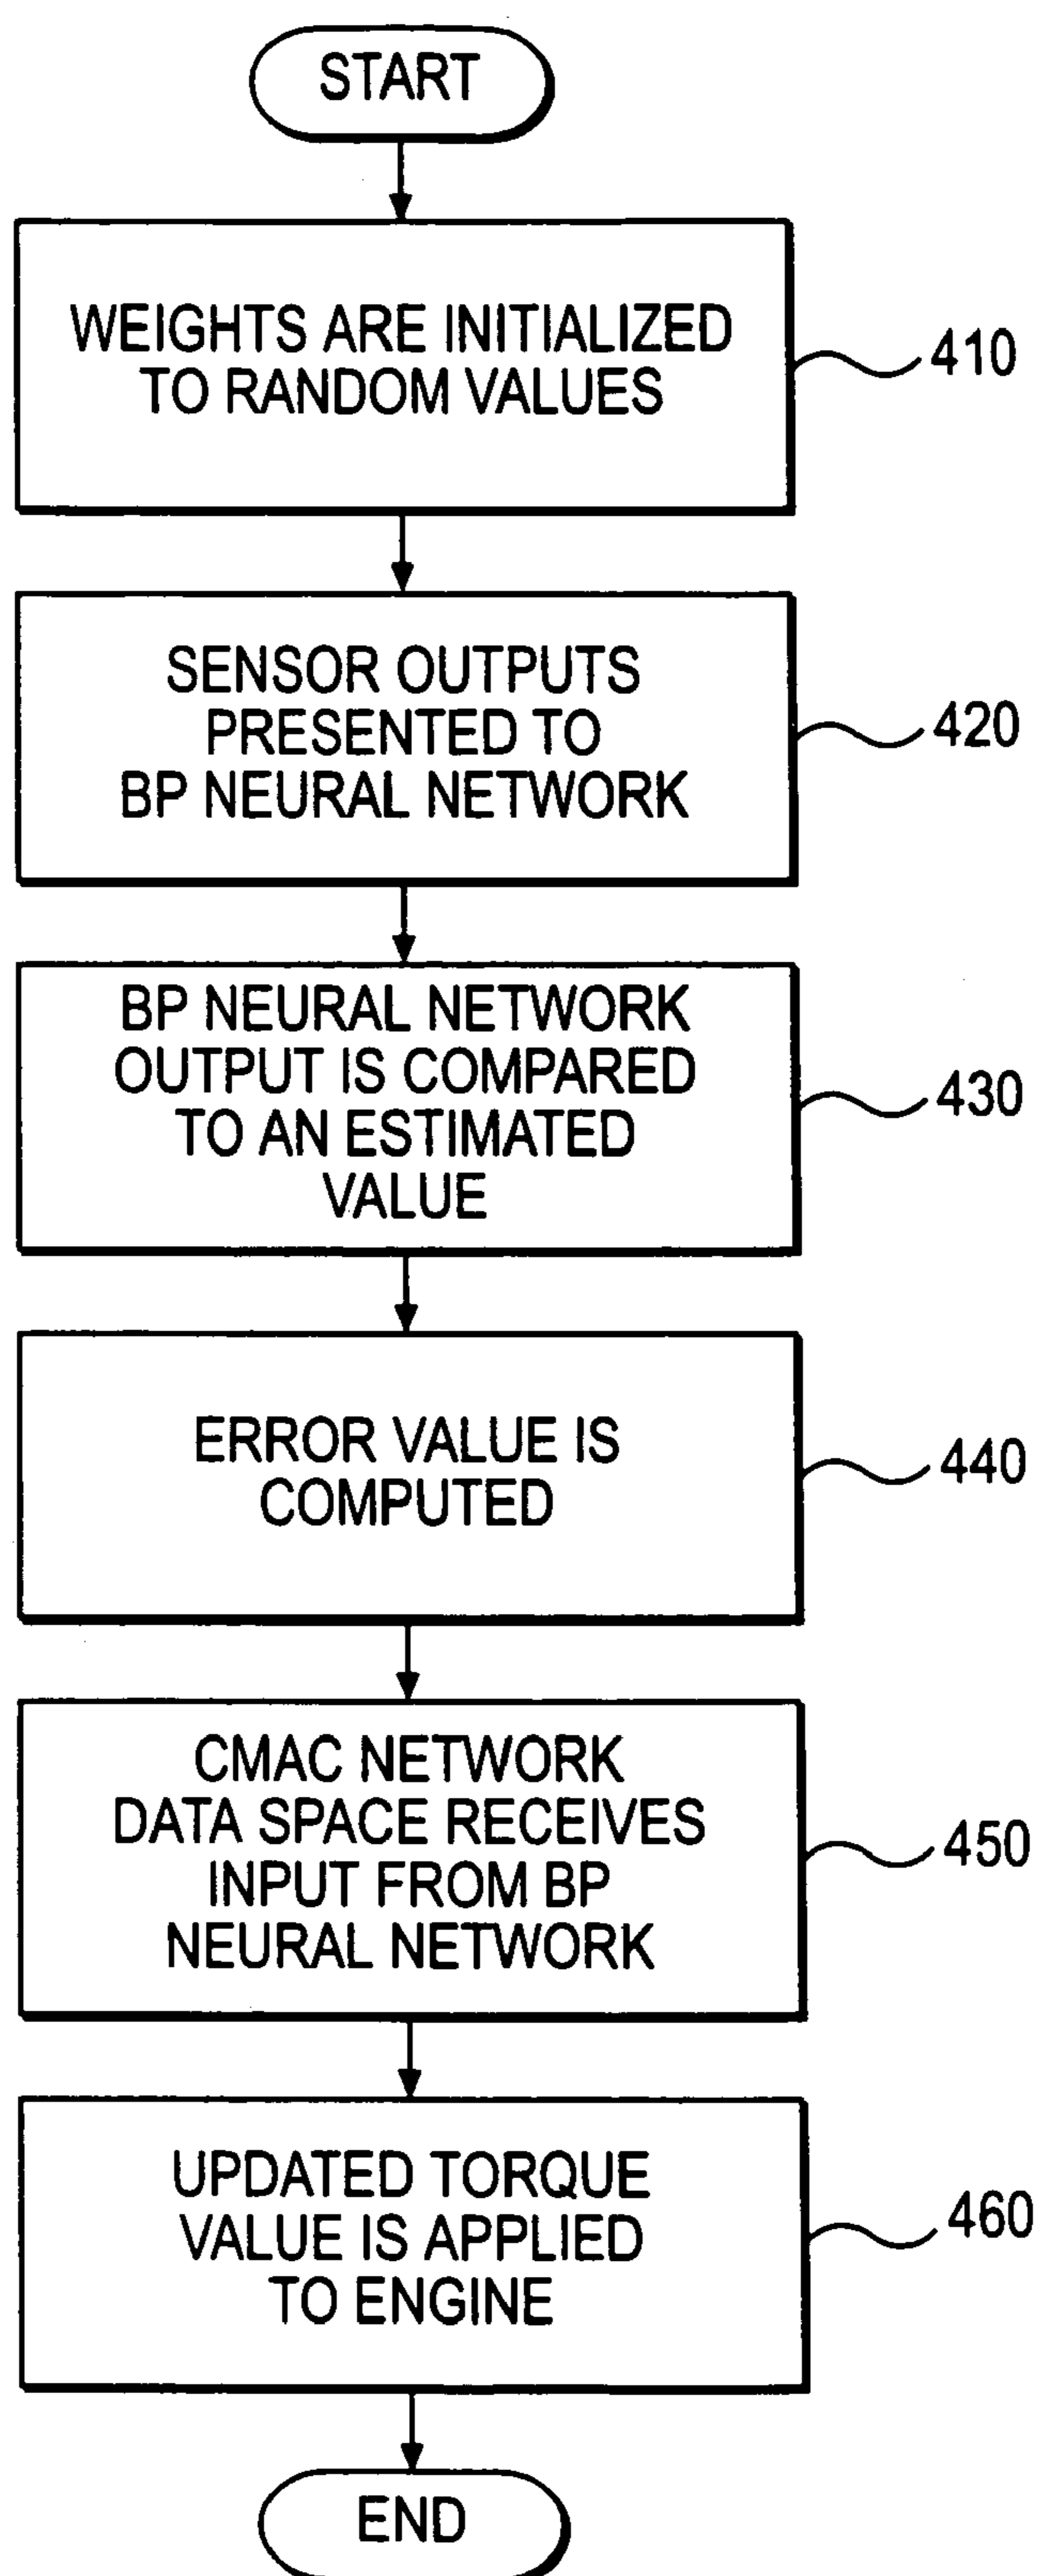 START
WEIGHTS ARE INITIALIZED
TO RANDOM VALUES
410
SENSOR OUTPUTS
PRESENTED TO
BP NEURAL NETWORK
420
BP NEURAL NETWORK
OUTPUT IS COMPARED
TO AN ESTIMATED
VALUE
430
ERROR VALUE IS
COMPUTED
440
CMAC NETWORK
DATA SPACE RECEIVES
INPUT FROM BP
NEURAL NETWORK
450
UPDATED TORQUE
VALUE IS APPLIED
TO ENGINE
460
END